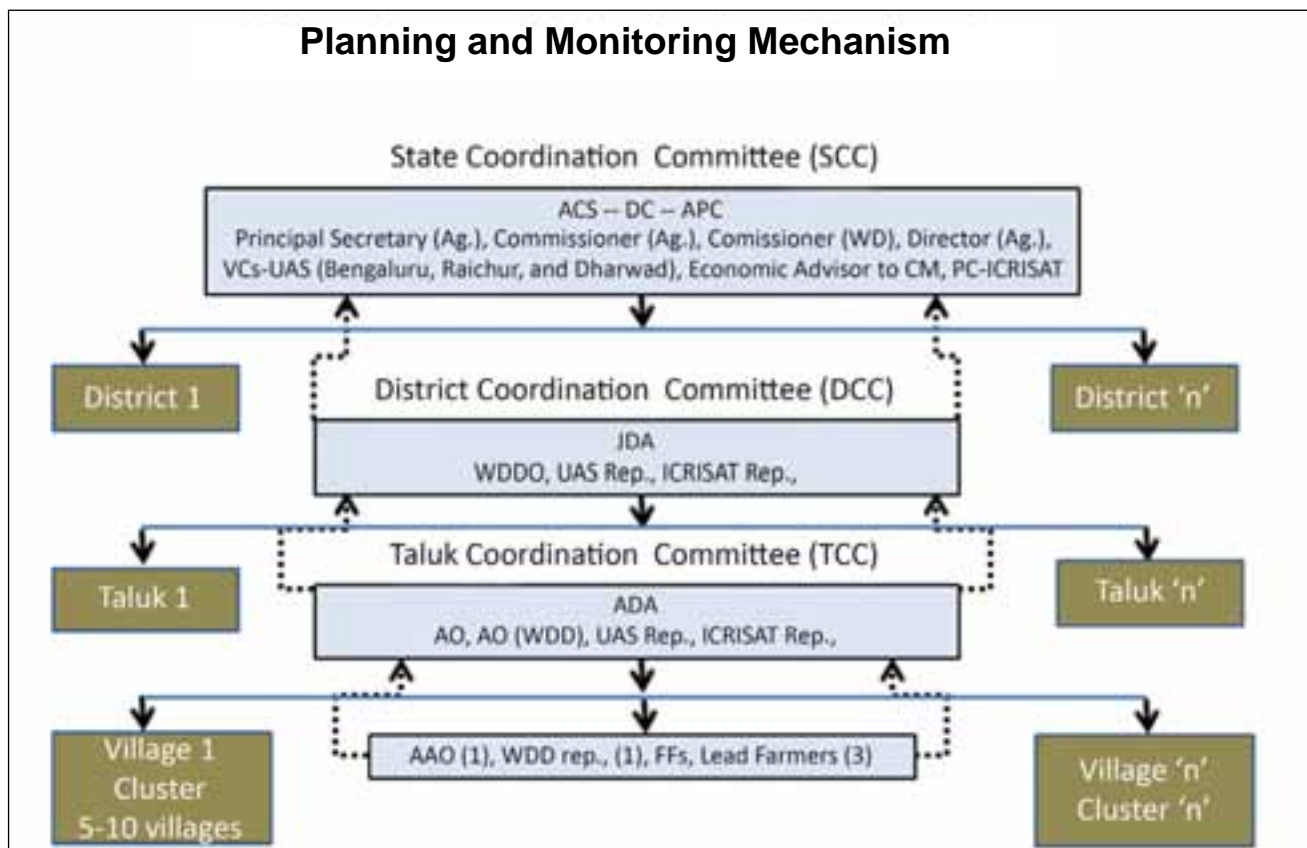 Planning and Monitoring Mechanism
State Coordination Committee (SCC)
ACS -- DC -- APC
Principal Secretary (Ag.), Commissioner (Ag.), Comissioner (WD), Director (Ag.),
VCs-UAS (Bengaluru, Raichur, and Dharwad), Economic Advisor to CM, PC-ICRISAT
District 1
District ‘n’
District Coordination Committee (DCC)
JDA
WDDO, UAS Rep., ICRISAT Rep.,
Taluk 1
Taluk ‘n’
Taluk Coordination Committee (TCC)
ADA
AO, AO (WDD), UAS Rep., ICRISAT Rep.,
Village 1
Cluster
5-10 villages
AAO (1), WDD rep., (1), FFs, Lead Farmers (3)
Village ‘n’
Cluster ‘n’